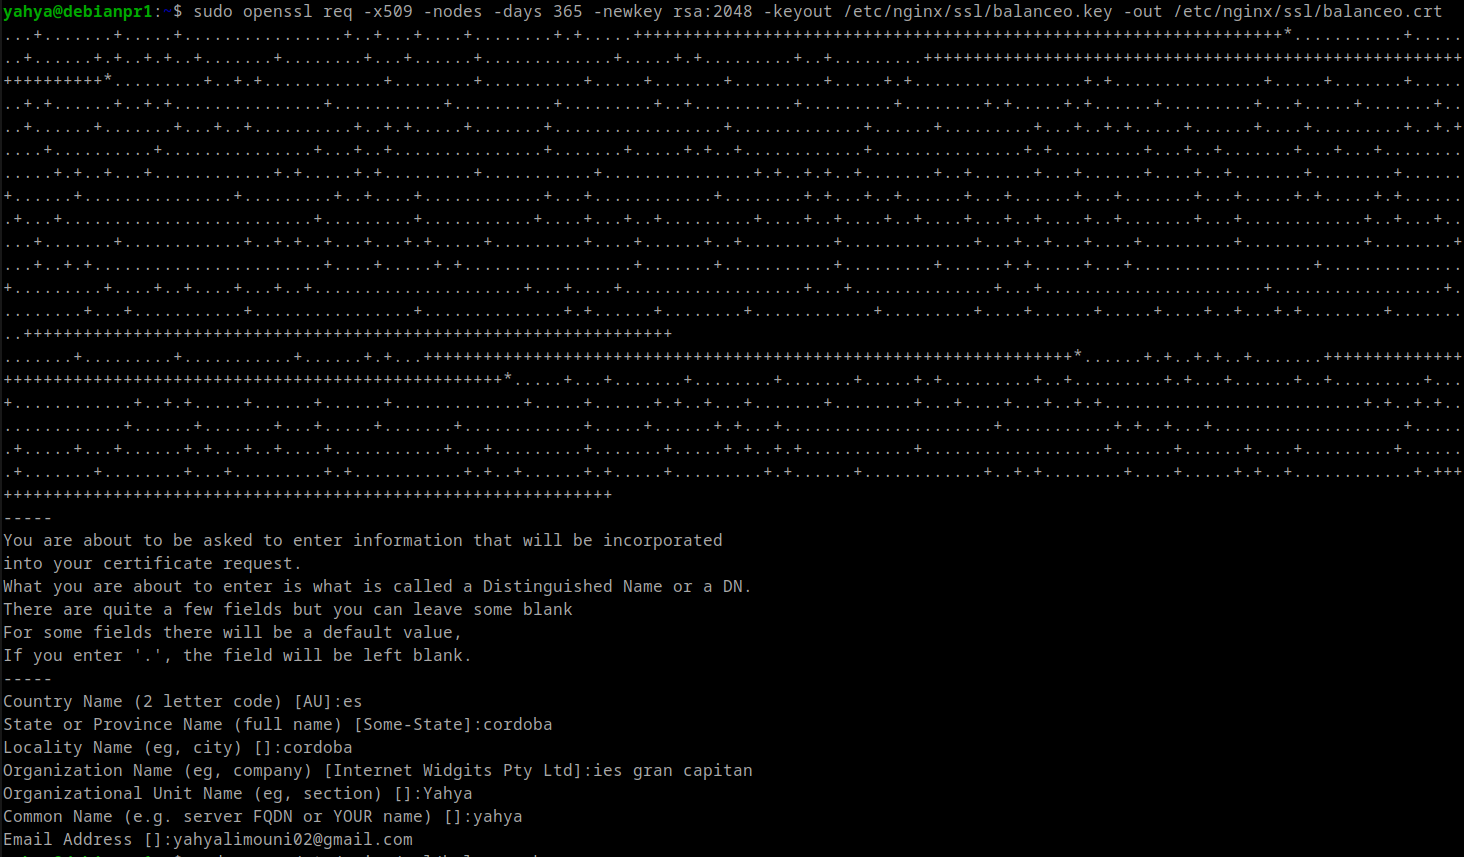 yahya@debianpr1:~$ sudo openssl req -x509 -nodes -days 365 -newkey rsa:2048 -keyout /etc/nginx/ssl/balanceo.key -out /etc/nginx/ssl/balanceo.crt
-----
You are about to be asked to enter information that will be incorporated
into your certificate request.
What you are about to enter is what is called a Distinguished Name or a DN.
There are quite a few fields but you can leave some blank
For some fields there will be a default value,
If you enter '.', the field will be left blank.
-----
Country Name (2 letter code) [AU]:es
State or Province Name (full name) [Some-State]:cordoba
Locality Name (eg, city) []:cordoba
Organization Name (eg, company) [Internet Widgits Pty Ltd]:ies gran capitan
Organizational Unit Name (eg, section) []:Yahya
Common Name (e.g. server FQDN or YOUR name) []:yahya
Email Address []:yahyalimouni02@gmail.com